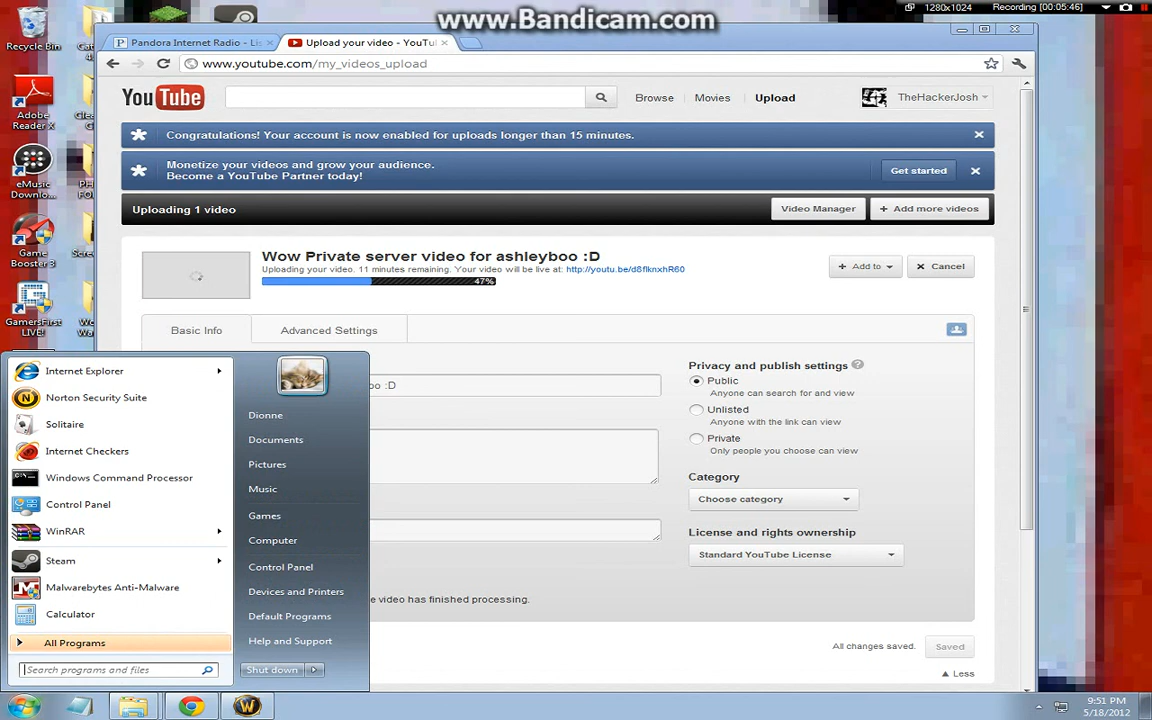 1280x1024
Recording [00:05:46]
www.Bandicam.com
Recycle Bin
Pandora Internet Radio - Lis
Upload your video - YouTu
www.youtube.com/my_videos_upload
Adobe
Reader X
YouTube
Browse
Movies
Upload
TheHackerJosh
Congratulations! Your account is now enabled for uploads longer than 15 minutes.
Monetize your videos and grow your audience.
Become a YouTube Partner today!
Get started
eMusic
Downlo...
Uploading 1 video
Video Manager
+ Add more videos
Game
Booster 3
Wow Private server video for ashleyboo :D
Uploading your video. 11 minutes remaining. Your video will be live at: http://youtu.be/d8flknxhR60
47%
+ Add to
Cancel
GamersFirst
LIVE!
Basic Info
Advanced Settings
Internet Explorer
Norton Security Suite
Solitaire
Internet Checkers
Windows Command Processor
Control Panel
WinRAR
Steam
Malwarebytes Anti-Malware
Calculator
All Programs
Search programs and files
Dionne
Documents
Pictures
Music
Games
Computer
Control Panel
Devices and Printers
Default Programs
Help and Support
Shut down
oo :D
Privacy and publish settings
?
Public
Anyone can search for and view
Unlisted
Anyone with the link can view
Private
Only people you choose can view
Category
Choose category
License and rights ownership
Standard YouTube License
e video has finished processing.
All changes saved.
Saved
Less
9:51 PM
5/18/2012